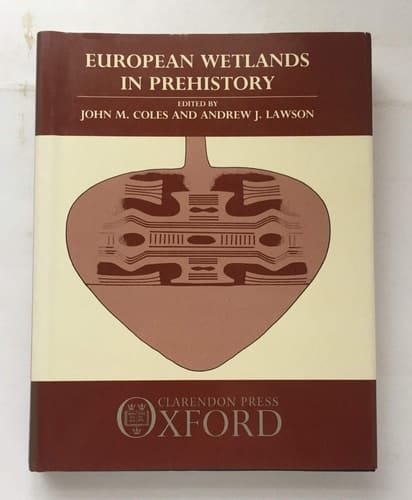 EUROPEAN WETLANDS
IN PREHISTORY
EDITED BY
JOHN M. COLES AND ANDREW J. LAWSON
CLARENDON PRESS
OXFORD